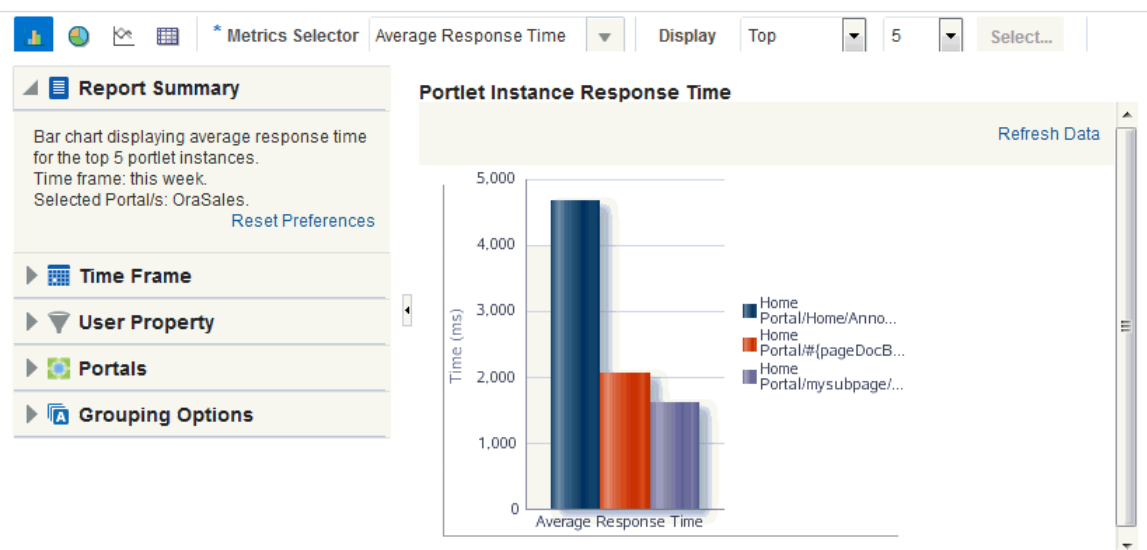 * Metrics Selector Average Response Time Display Top 5 Select...
Report Summary
Bar chart displaying average response time
for the top 5 portlet instances.
Time frame: this week.
Selected Portal/s: OraSales.
Reset Preferences
Time Frame
User Property
Portals
Grouping Options
Portlet Instance Response Time
Refresh Data
5,000
4,000
3,000
2,000
1,000
0
Time (ms)
Average Response Time
Home
Portal/Home/Anno...
Home
Portal/#{pageDocB...
Home
Portal/mysubpage/...